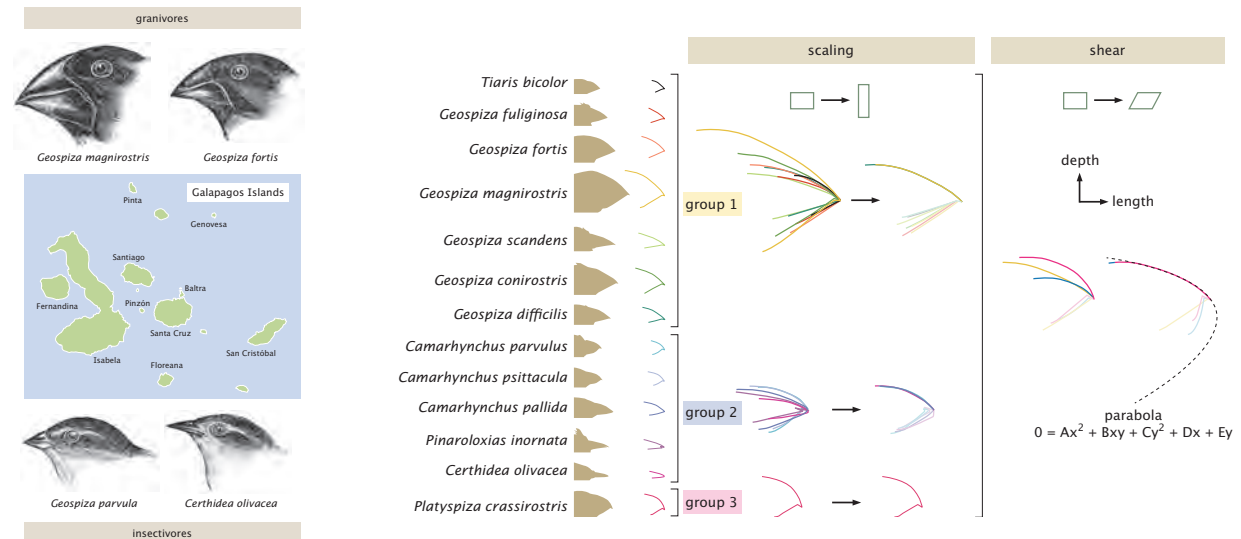 granivores
Geospiza magnirostris
Geospiza fortis
Galapagos Islands
Pinta
Genovesa
Santiago
Baltra
Fernandina
Pinzón
Santa Cruz
San Cristóbal
Isabela
Floreana
Geospiza parvula
Certhidea olivacea
insectivores
Tiaris bicolor
Geospiza fuliginosa
Geospiza fortis
Geospiza magnirostris
Geospiza scandens
Geospiza conirostris
Geospiza difficilis
Camarhynchus parvulus
Camarhynchus psittacula
Camarhynchus pallida
Pinaroloxias inornata
Certhidea olivacea
Platyspiza crassirostris
scaling
group 1
group 2
group 3
shear
depth
length
parabola
0 = Ax² + Bxy + Cy² + Dx + Ey